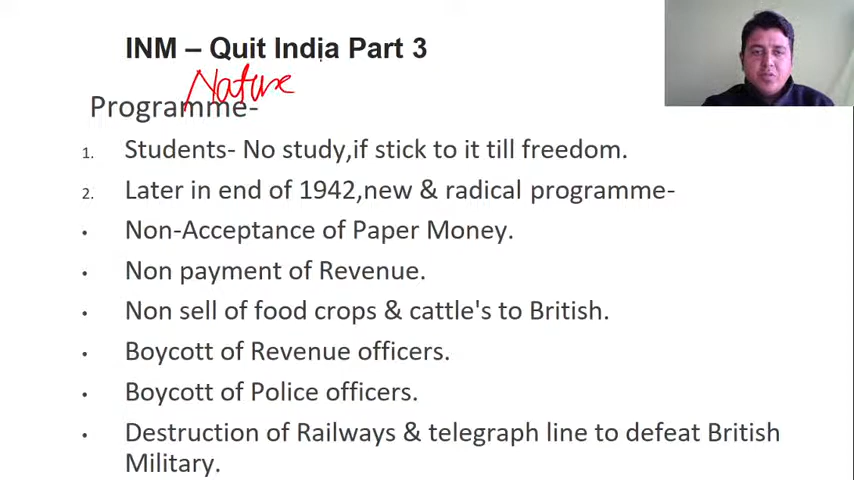 INM – Quit India Part 3
Nature
Programme-
1. Students- No study,if stick to it till freedom.
2. Later in end of 1942,new & radical programme-
• Non-Acceptance of Paper Money.
• Non payment of Revenue.
• Non sell of food crops & cattle's to British.
• Boycott of Revenue officers.
• Boycott of Police officers.
• Destruction of Railways & telegraph line to defeat British
Military.